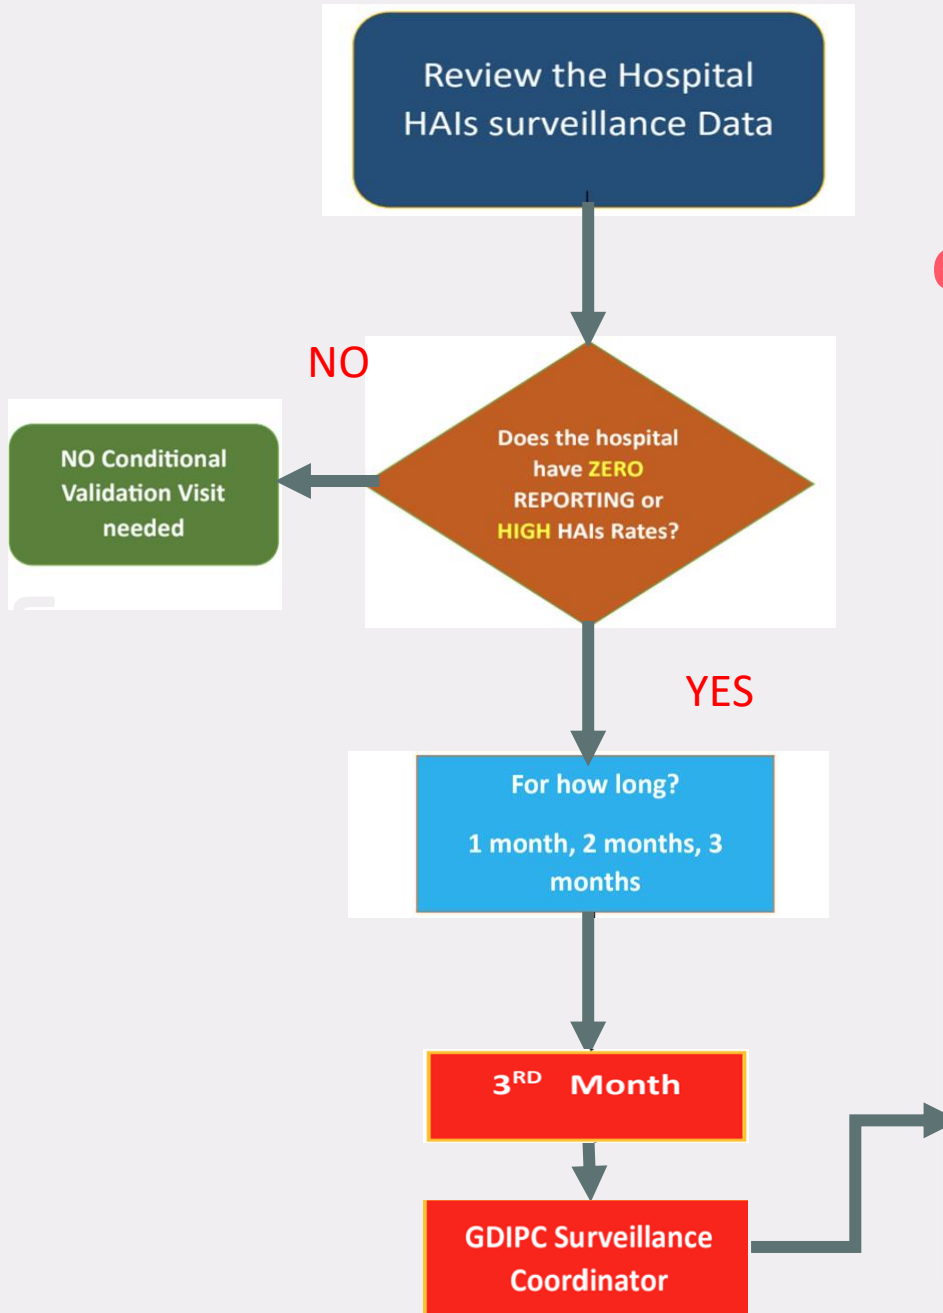 Review the Hospital
HAIs surveillance Data
NO
Does the hospital
have ZERO
REPORTING or
HIGH HAIs Rates?
NO Conditional
Validation Visit
needed
YES
For how long?
1 month, 2 months, 3
months
3RD Month
GDIPC Surveillance
Coordinator